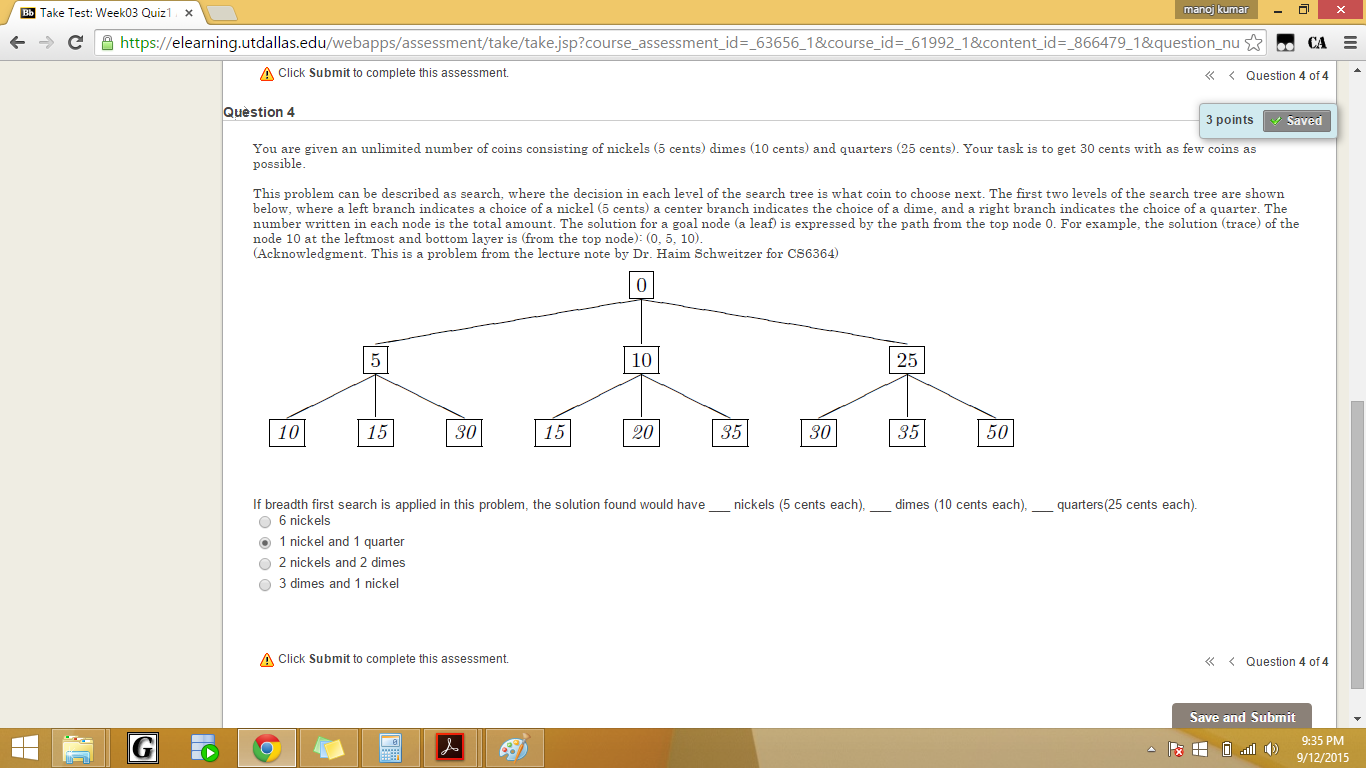 Take Test: Week03 Quiz1
manoj kumar
https://elearning.utdallas.edu/webapps/assessment/take/take.jsp?course_assessment_id=_63656_1&course_id=_61992_1&content_id=_866479_1&question_nu
CA
Click Submit to complete this assessment.
Question 4 of 4
Question 4
3 points Saved
You are given an unlimited number of coins consisting of nickels (5 cents) dimes (10 cents) and quarters (25 cents). Your task is to get 30 cents with as few coins as
possible.
This problem can be described as search, where the decision in each level of the search tree is what coin to choose next. The first two levels of the search tree are shown
below, where a left branch indicates a choice of a nickel (5 cents) a center branch indicates the choice of a dime, and a right branch indicates the choice of a quarter. The
number written in each node is the total amount. The solution for a goal node (a leaf) is expressed by the path from the top node 0. For example, the solution (trace) of the
node 10 at the leftmost and bottom layer is (from the top node): (0, 5, 10).
(Acknowledgment. This is a problem from the lecture note by Dr. Haim Schweitzer for CS6364)
0
5 10 25
10 15 30 15 20 35 30 35 50
If breadth first search is applied in this problem, the solution found would have ___ nickels (5 cents each), ___ dimes (10 cents each), ___ quarters(25 cents each).
6 nickels
1 nickel and 1 quarter
2 nickels and 2 dimes
3 dimes and 1 nickel
Click Submit to complete this assessment.
Question 4 of 4
Save and Submit
G
9:35 PM
9/12/2015